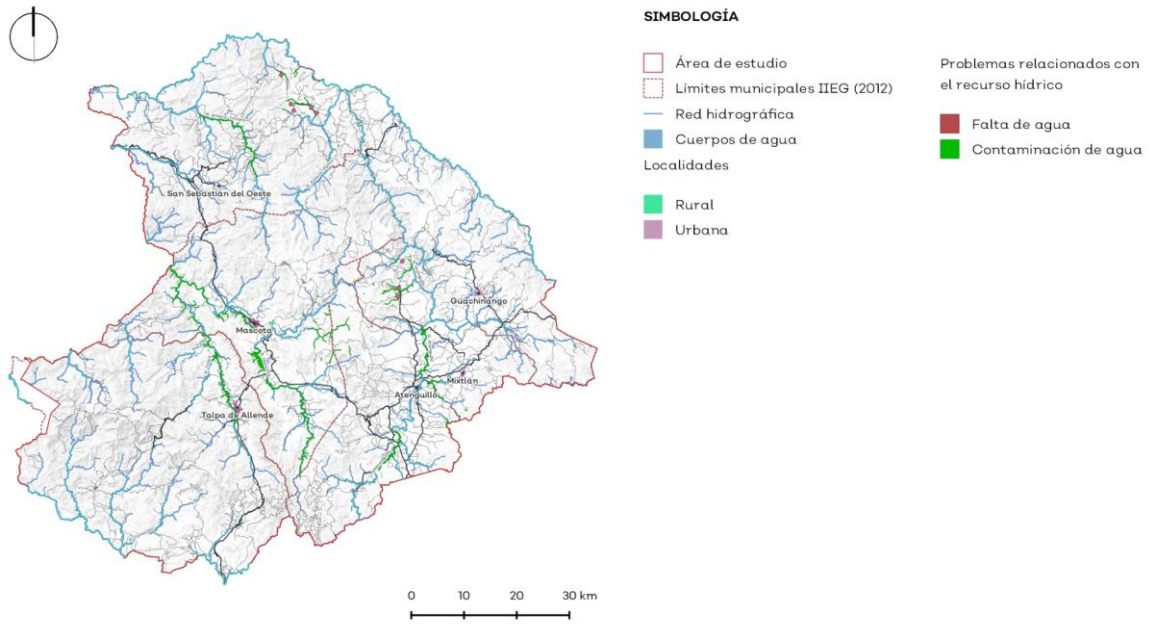 SIMBOLOGÍA
Área de estudio
Límites municipales IIEG (2012)
Red hidrográfica
Cuerpos de agua
Localidades
Rural
Urbana
Problemas relacionados con
el recurso hídrico
Falta de agua
Contaminación de agua
San Sebastián del Oeste
Guachinango
Mascota
Mixtlán
Atenguillo
Talpa de Allende
0 10 20 30 km